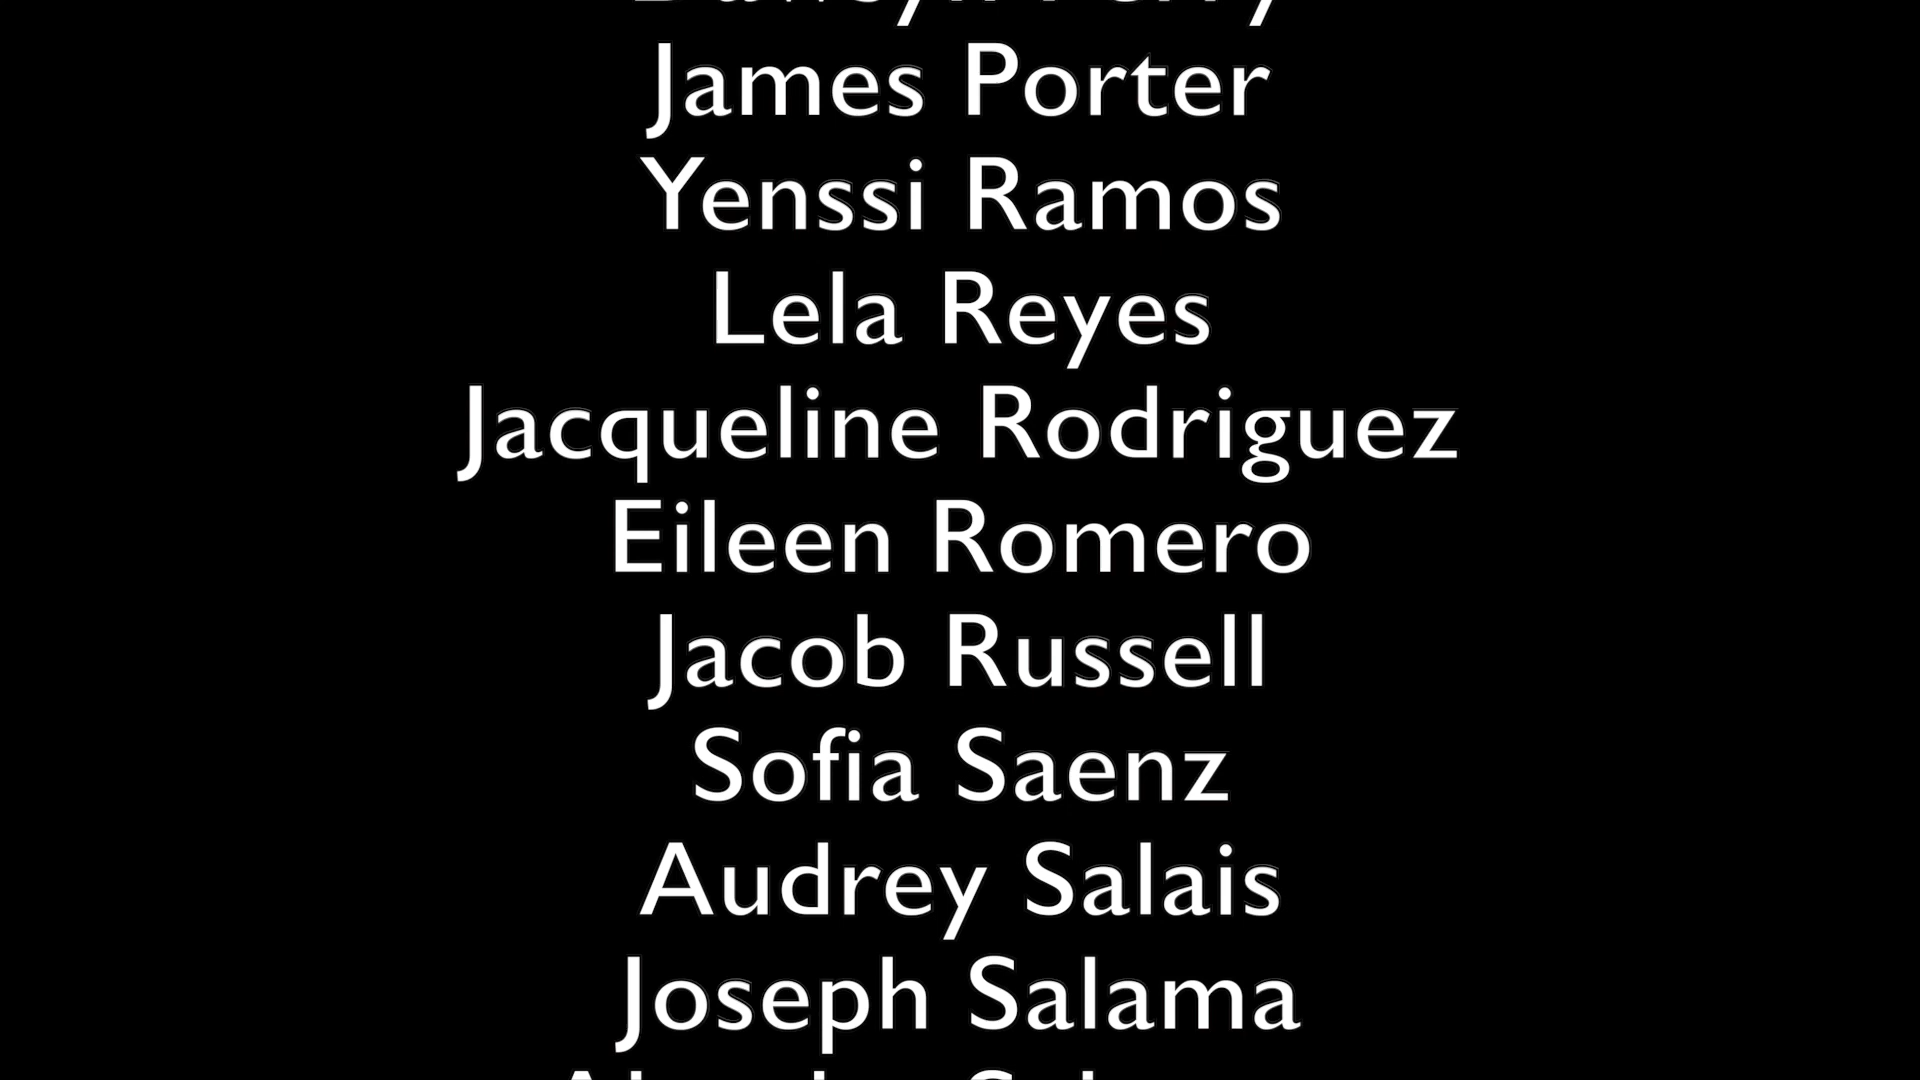 James Porter
Yenssi Ramos
Lela Reyes
Jacqueline Rodriguez
Eileen Romero
Jacob Russell
Sofia Saenz
Audrey Salais
Joseph Salama